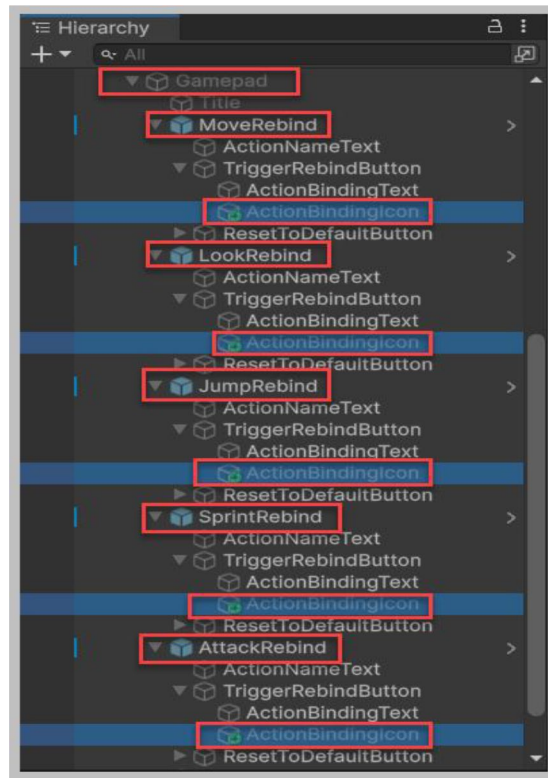 Hierarchy
All
Gamepad
Title
MoveRebind
ActionNameText
TriggerRebindButton
ActionBindingText
ActionBindingIcon
ResetToDefaultButton
LookRebind
ActionNameText
TriggerRebindButton
ActionBindingText
ActionBindingIcon
ResetToDefaultButton
JumpRebind
ActionNameText
TriggerRebindButton
ActionBindingText
ActionBindingIcon
ResetToDefaultButton
SprintRebind
ActionNameText
TriggerRebindButton
ActionBindingText
ActionBindingIcon
ResetToDefaultButton
AttackRebind
ActionNameText
TriggerRebindButton
ActionBindingText
ActionBindingIcon
ResetToDefaultButton